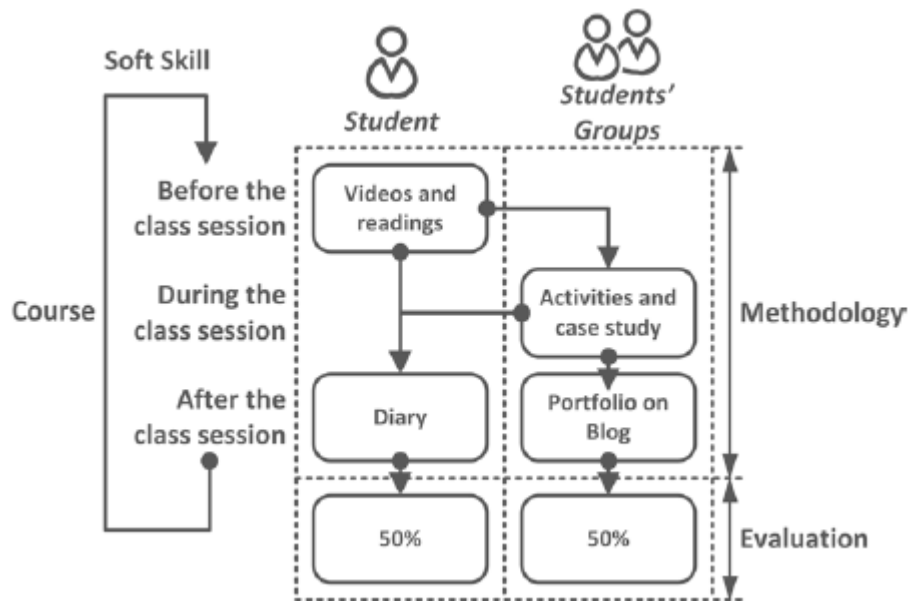 Soft Skill
Student
Students'
Groups
Before the
class session
Videos and
readings
Course
During the
class session
Activities and
case study
Methodology
After the
class session
Diary
Portfolio on
Blog
50%
50%
Evaluation